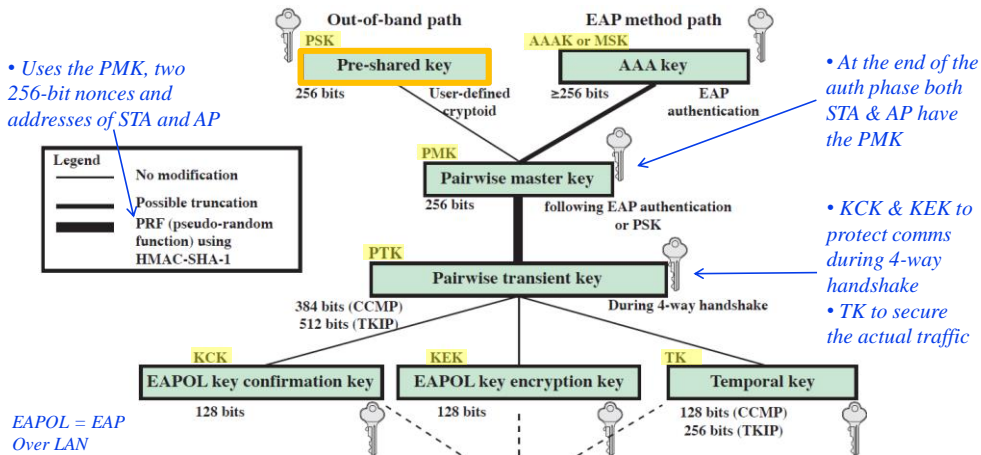 Out-of-band path
EAP method path
PSK
AAAK or MSK
Pre-shared key
AAA key
256 bits
User-defined
cryptoid
≥256 bits
EAP
authentication
• Uses the PMK, two
256-bit nonces and
addresses of STA and AP
• At the end of the
auth phase both
STA & AP have
the PMK
Legend
No modification
Possible truncation
PRF (pseudo-random
function) using
HMAC-SHA-1
PMK
Pairwise master key
256 bits
following EAP authentication
or PSK
PTK
Pairwise transient key
384 bits (CCMP)
512 bits (TKIP)
During 4-way handshake
• KCK & KEK to
protect comms
during 4-way
handshake
• TK to secure
the actual traffic
KCK
KEK
TK
EAPOL key confirmation key
EAPOL key encryption key
Temporal key
128 bits
128 bits
128 bits (CCMP)
256 bits (TKIP)
EAPOL = EAP
Over LAN